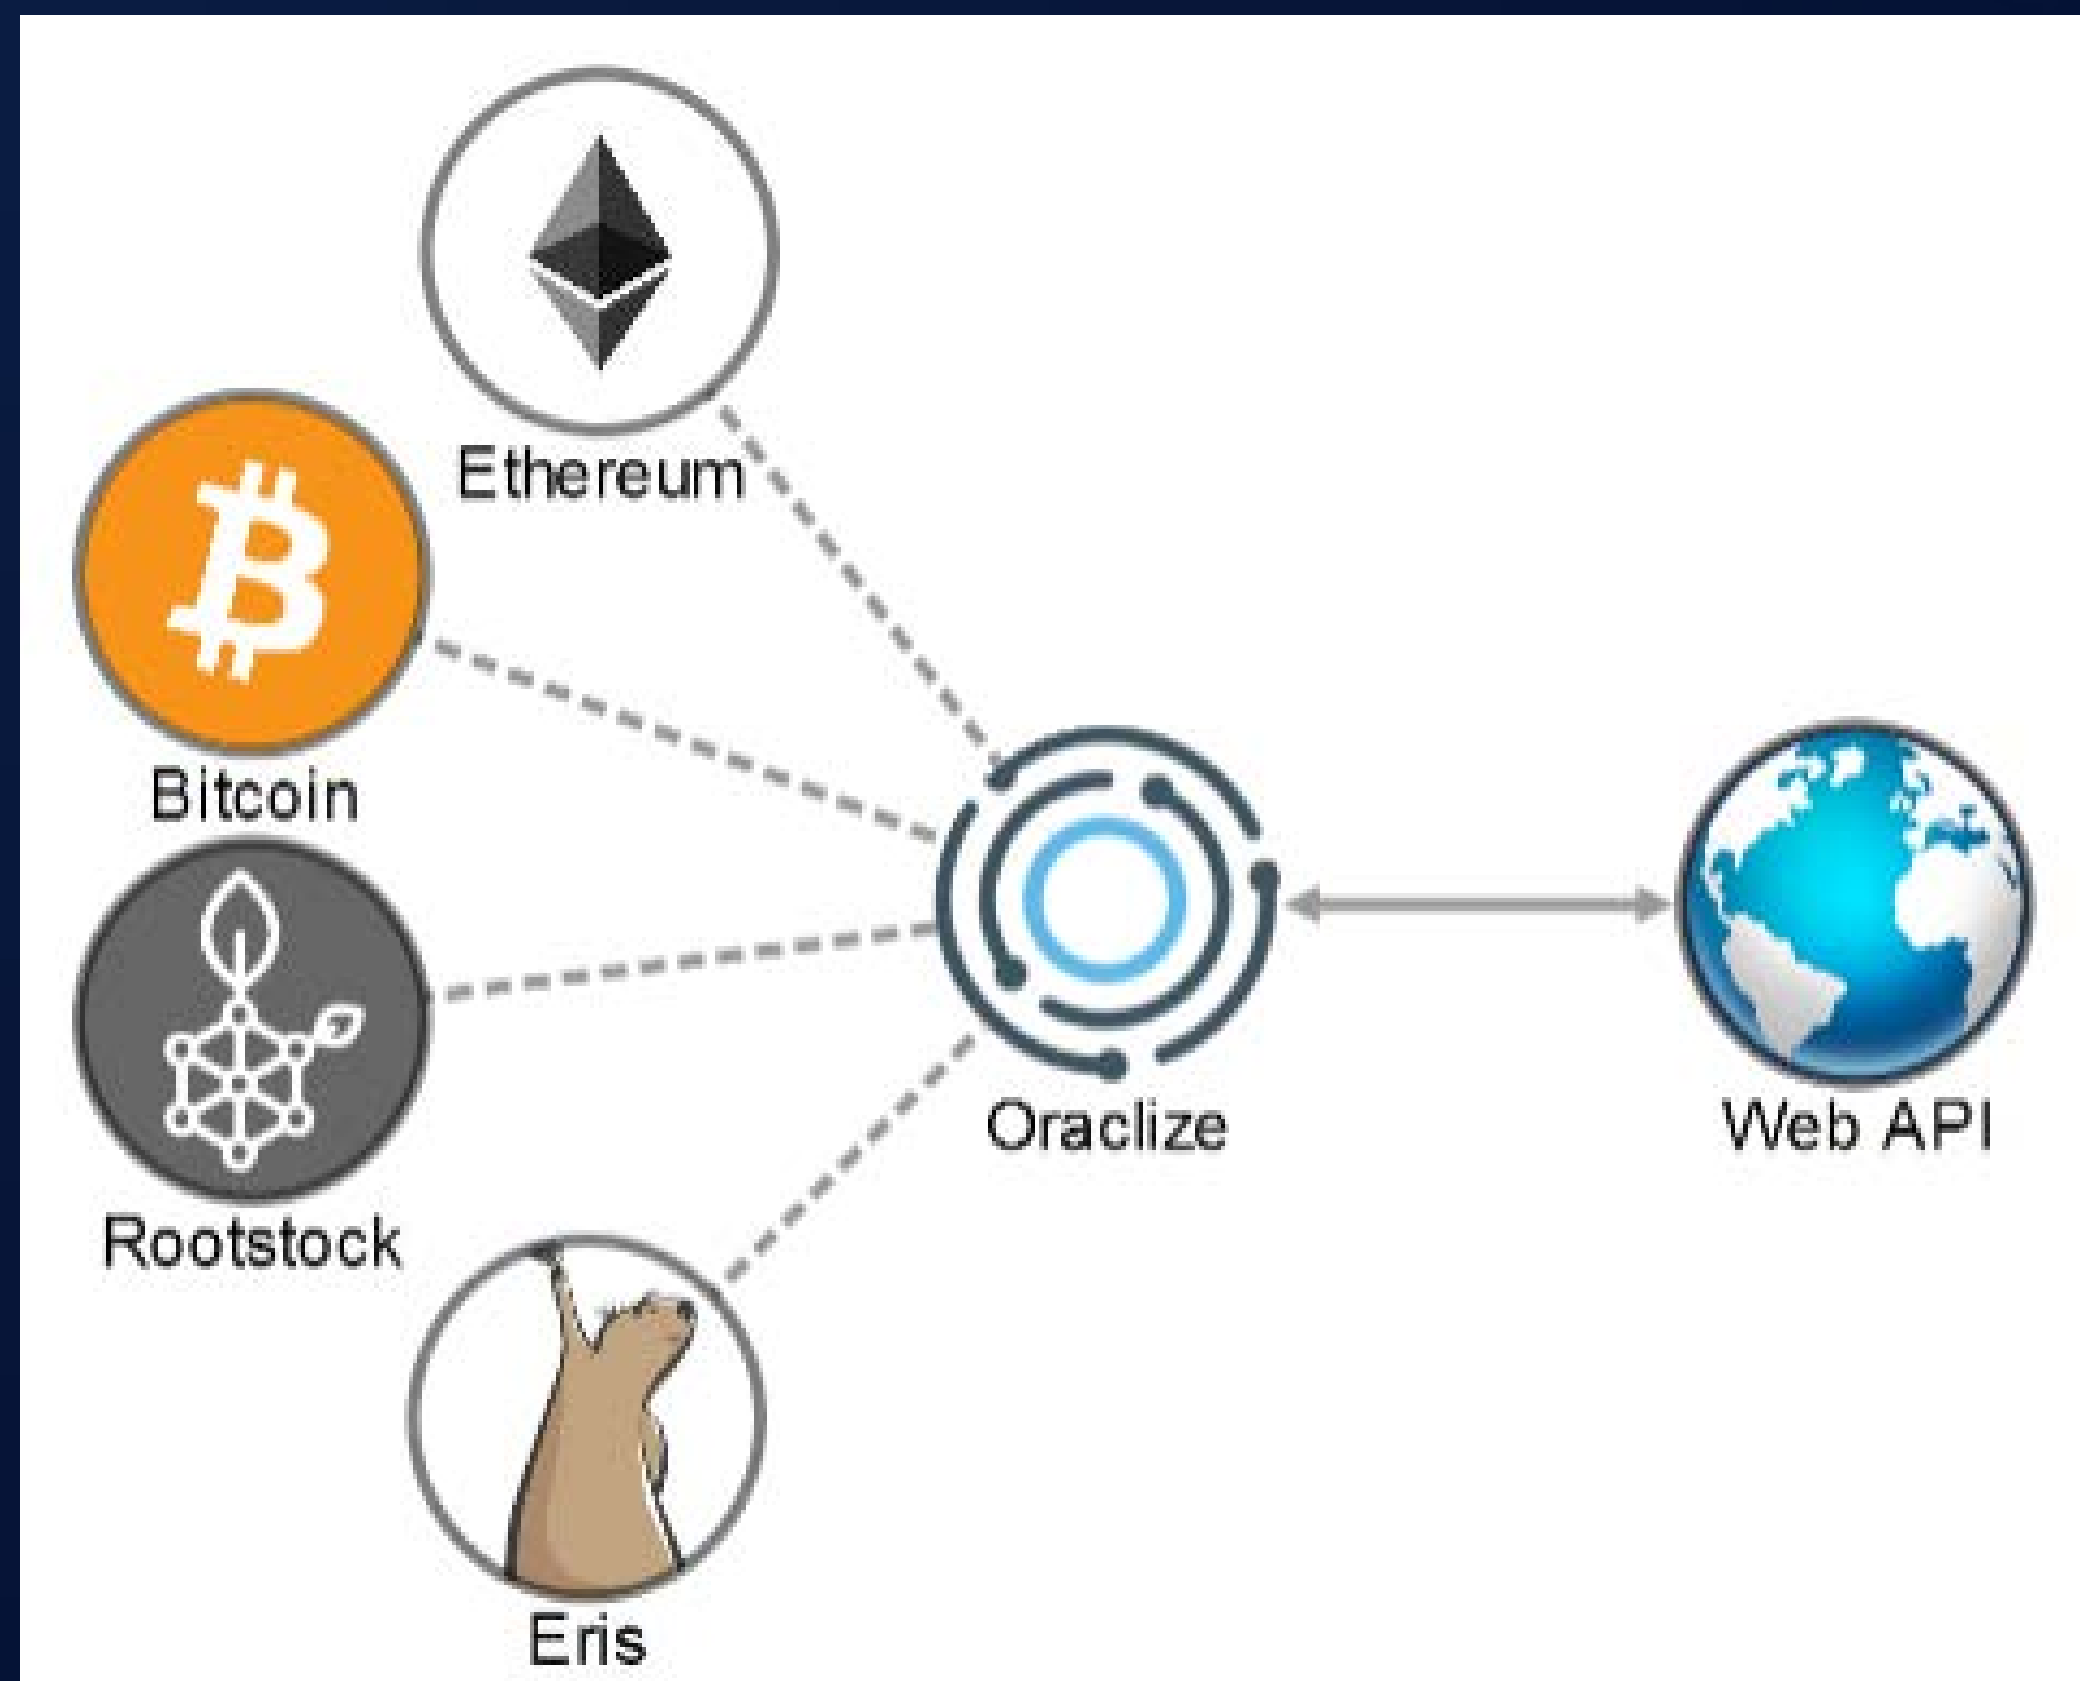 Ethereum
Bitcoin
Rootstock
Oraclize
Web API
Eris